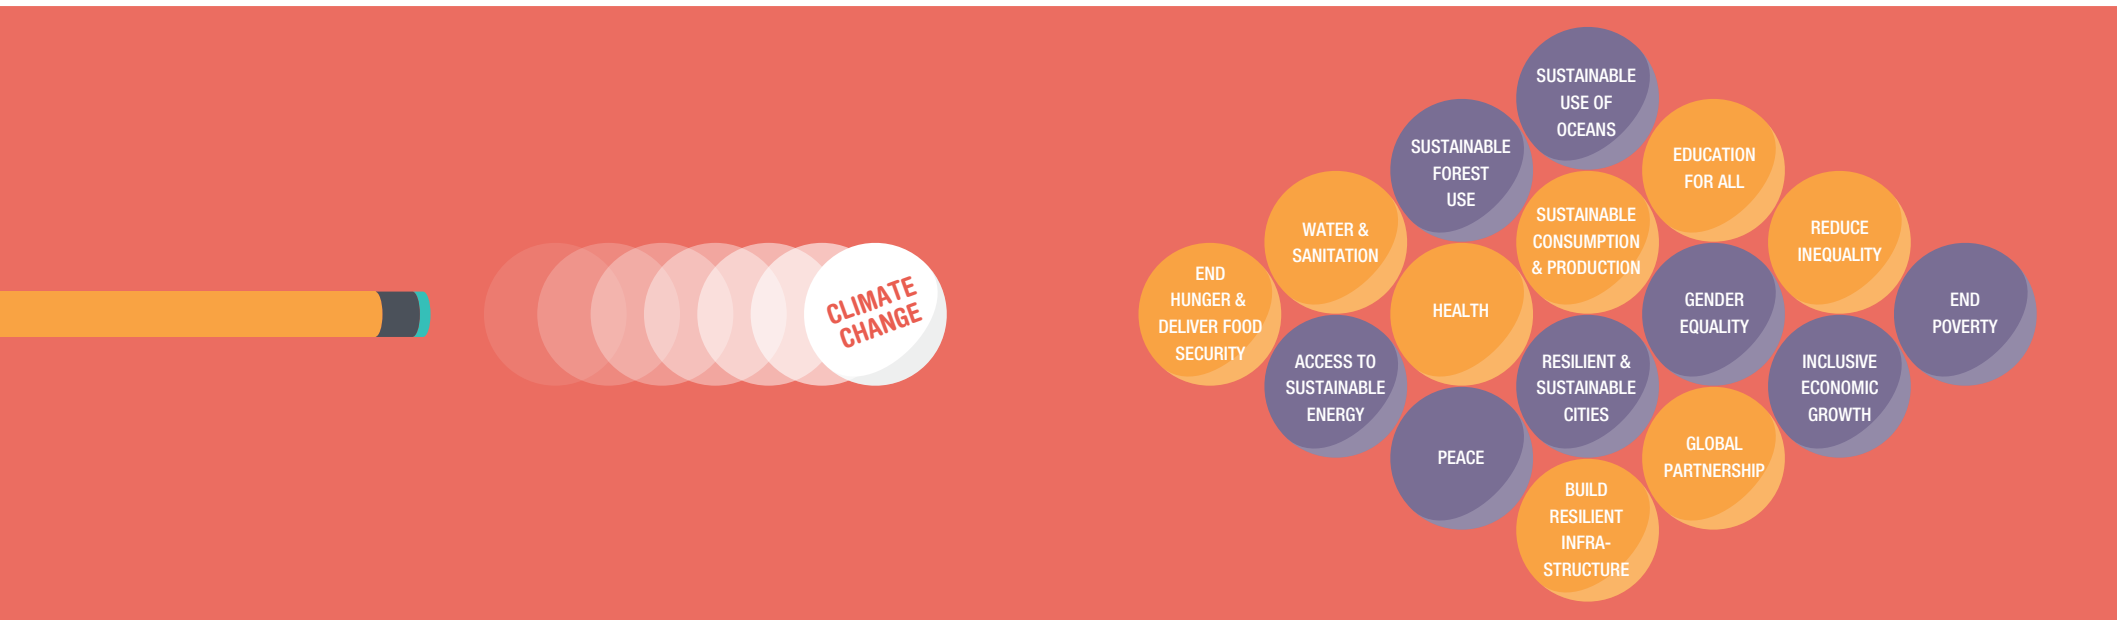 CLIMATE
CHANGE
END
HUNGER &
DELIVER FOOD
SECURITY
WATER &
SANITATION
ACCESS TO
SUSTAINABLE
ENERGY
SUSTAINABLE
FOREST
USE
HEALTH
PEACE
SUSTAINABLE
USE OF
OCEANS
SUSTAINABLE
CONSUMPTION
& PRODUCTION
RESILIENT &
SUSTAINABLE
CITIES
BUILD
RESILIENT
INFRA-
STRUCTURE
EDUCATION
FOR ALL
GENDER
EQUALITY
GLOBAL
PARTNERSHIP
REDUCE
INEQUALITY
INCLUSIVE
ECONOMIC
GROWTH
END
POVERTY